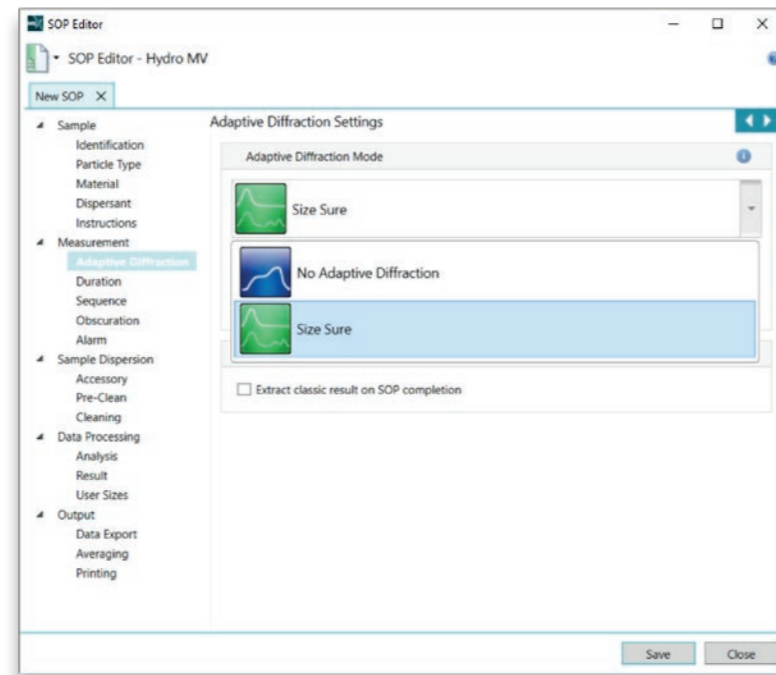 SOP Editor
SOP Editor - Hydro MV
New SOP X
Sample
Identification
Particle Type
Material
Dispersant
Instructions
Measurement
Adaptive Diffraction
Duration
Sequence
Obscuration
Alarm
Sample Dispersion
Accessory
Pre-Clean
Cleaning
Data Processing
Analysis
Result
User Sizes
Output
Data Export
Averaging
Printing
Adaptive Diffraction Settings
Adaptive Diffraction Mode
Size Sure
No Adaptive Diffraction
Size Sure
Extract classic result on SOP completion
Save
Close